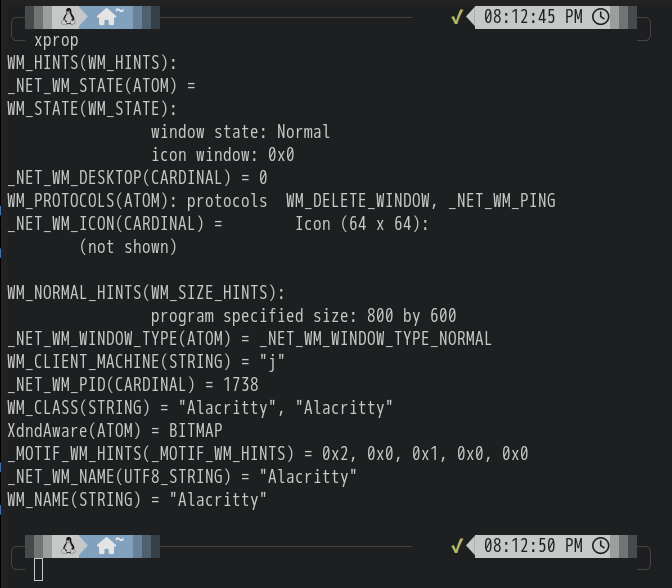 ~
✓ 08:12:45 PM
xprop
WM_HINTS(WM_HINTS):
_NET_WM_STATE(ATOM) =
WM_STATE(WM_STATE):
window state: Normal
icon window: 0x0
_NET_WM_DESKTOP(CARDINAL) = 0
WM_PROTOCOLS(ATOM): protocols  WM_DELETE_WINDOW, _NET_WM_PING
_NET_WM_ICON(CARDINAL) =        Icon (64 x 64):
(not shown)
WM_NORMAL_HINTS(WM_SIZE_HINTS):
program specified size: 800 by 600
_NET_WM_WINDOW_TYPE(ATOM) = _NET_WM_WINDOW_TYPE_NORMAL
WM_CLIENT_MACHINE(STRING) = "j"
_NET_WM_PID(CARDINAL) = 1738
WM_CLASS(STRING) = "Alacritty", "Alacritty"
XdndAware(ATOM) = BITMAP
_MOTIF_WM_HINTS(_MOTIF_WM_HINTS) = 0x2, 0x0, 0x1, 0x0, 0x0
_NET_WM_NAME(UTF8_STRING) = "Alacritty"
WM_NAME(STRING) = "Alacritty"
~
✓ 08:12:50 PM